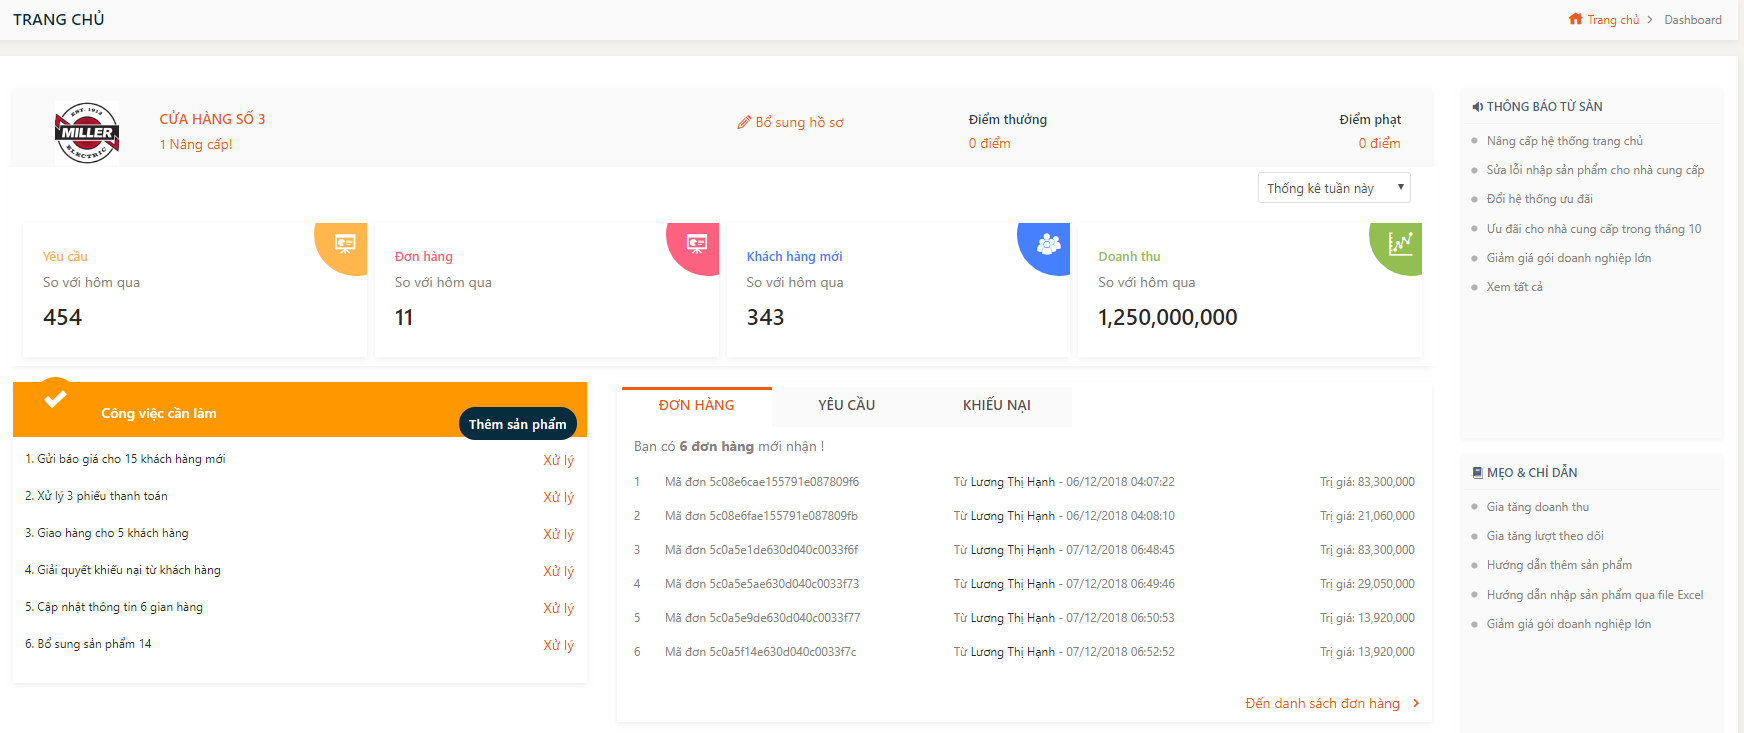 TRANG CHỦ
Trang chủ > Dashboard
EST. 1918
MILLER
ELECTRIC
CỬA HÀNG SỐ 3
1 Nâng cấp!
Bổ sung hồ sơ
Điểm thưởng
0 điểm
Điểm phạt
0 điểm
Thống kê tuần này
Yêu cầu
So với hôm qua
454
Đơn hàng
So với hôm qua
11
Khách hàng mới
So với hôm qua
343
Doanh thu
So với hôm qua
1,250,000,000
Công việc cần làm
Thêm sản phẩm
1. Gửi báo giá cho 15 khách hàng mới Xử lý
2. Xử lý 3 phiếu thanh toán Xử lý
3. Giao hàng cho 5 khách hàng Xử lý
4. Giải quyết khiếu nại từ khách hàng Xử lý
5. Cập nhật thông tin 6 gian hàng Xử lý
6. Bổ sung sản phẩm 14 Xử lý
ĐƠN HÀNG YÊU CẦU KHIẾU NẠI
Bạn có 6 đơn hàng mới nhận !
1 Mã đơn 5c08e6cae155791e087809f6 Từ Lương Thị Hạnh - 06/12/2018 04:07:22 Trị giá: 83,300,000
2 Mã đơn 5c08e6fae155791e087809fb Từ Lương Thị Hạnh - 06/12/2018 04:08:10 Trị giá: 21,060,000
3 Mã đơn 5c0a5e1de630d040c0033f6f Từ Lương Thị Hạnh - 07/12/2018 06:48:45 Trị giá: 83,300,000
4 Mã đơn 5c0a5e5ae630d040c0033f73 Từ Lương Thị Hạnh - 07/12/2018 06:49:46 Trị giá: 29,050,000
5 Mã đơn 5c0a5e9de630d040c0033f77 Từ Lương Thị Hạnh - 07/12/2018 06:50:53 Trị giá: 13,920,000
6 Mã đơn 5c0a5f14e630d040c0033f7c Từ Lương Thị Hạnh - 07/12/2018 06:52:52 Trị giá: 13,920,000
Đến danh sách đơn hàng >
THÔNG BÁO TỪ SÀN
Nâng cấp hệ thống trang chủ
Sửa lỗi nhập sản phẩm cho nhà cung cấp
Đổi hệ thống ưu đãi
Ưu đãi cho nhà cung cấp trong tháng 10
Giảm giá gói doanh nghiệp lớn
Xem tất cả
MẸO & CHỈ DẪN
Gia tăng doanh thu
Gia tăng lượt theo dõi
Hướng dẫn thêm sản phẩm
Hướng dẫn nhập sản phẩm qua file Excel
Giảm giá gói doanh nghiệp lớn